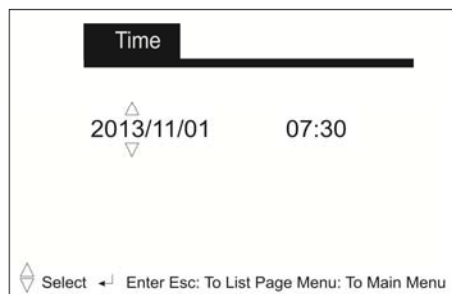 Time
2013/11/01 07:30
Select ↵ Enter Esc: To List Page Menu: To Main Menu